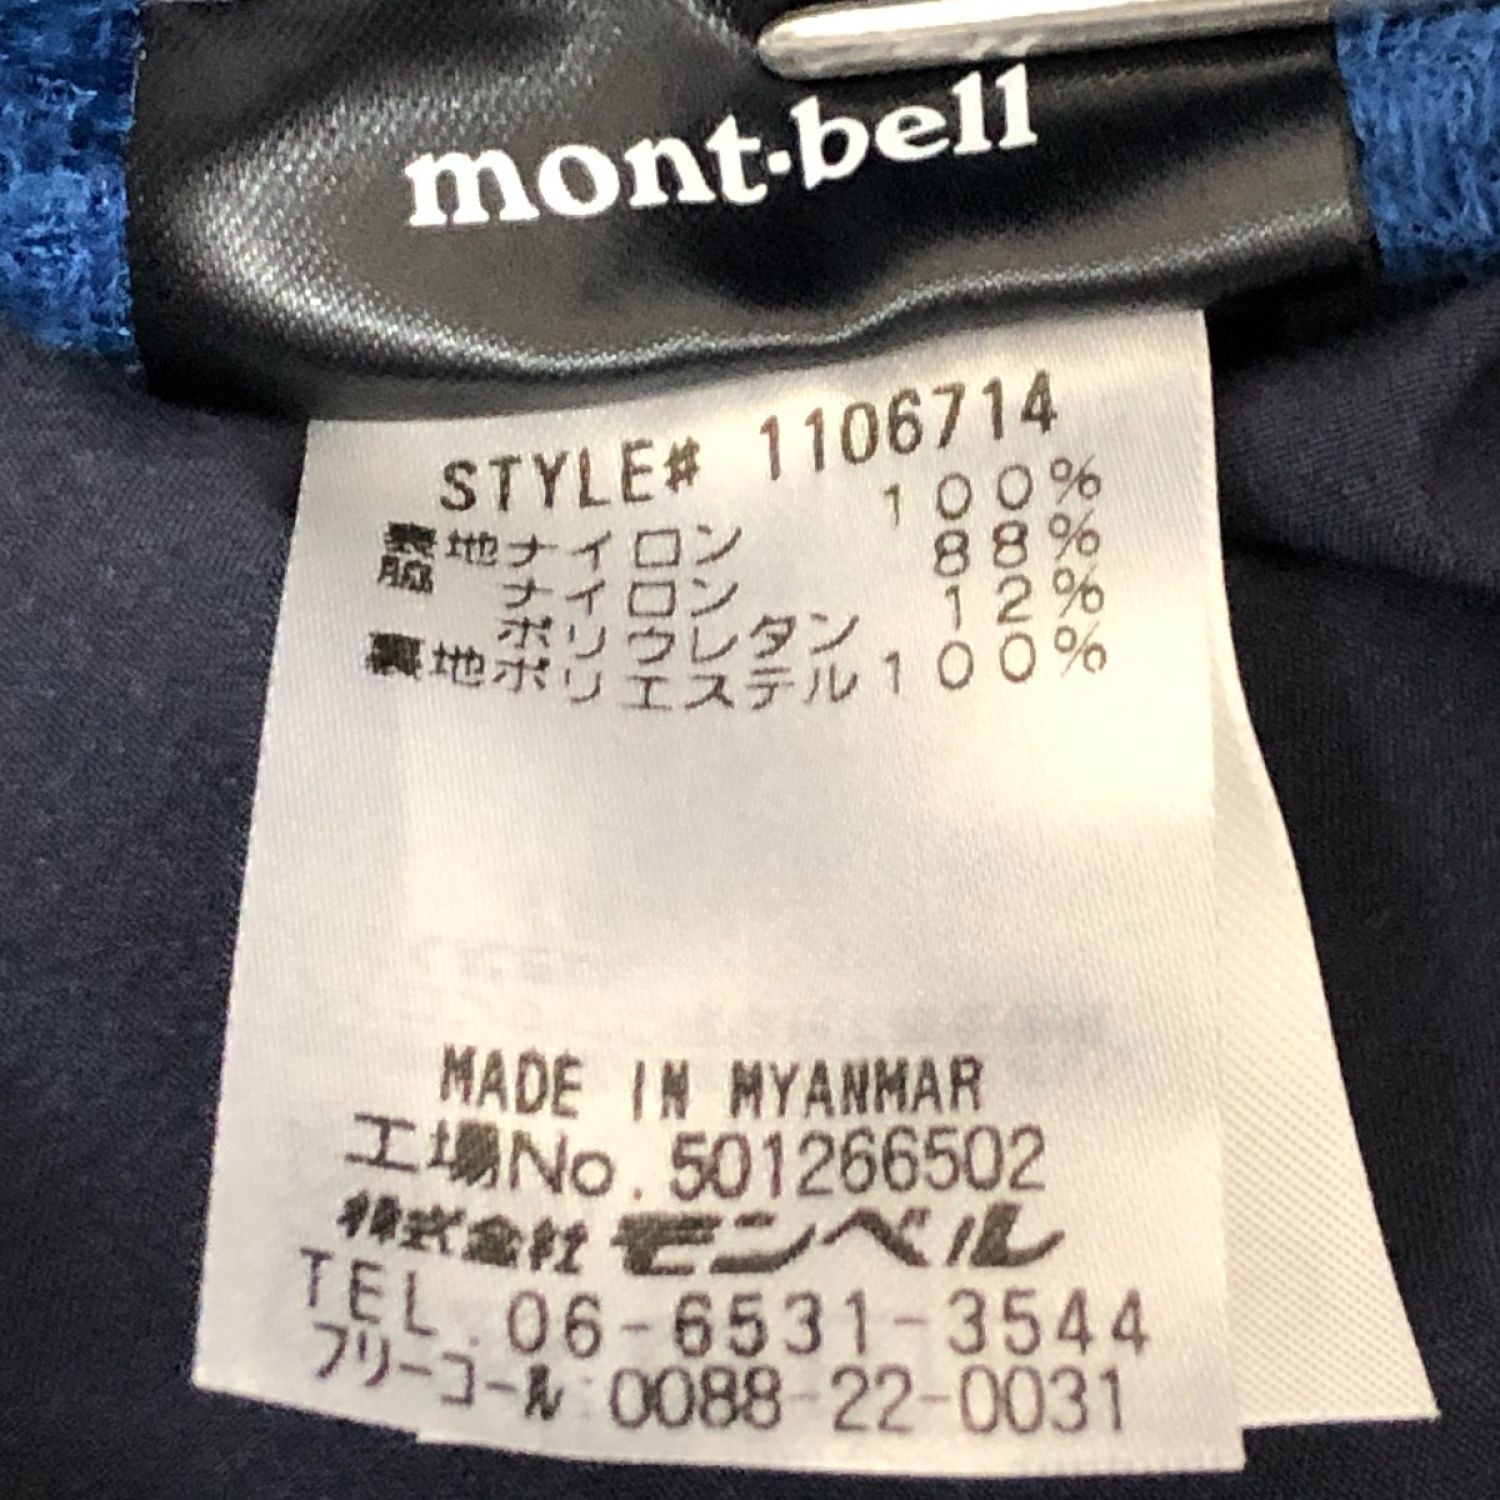 mont-bell
STYLE# 1106714
表地ナイロン 100%
脇 ナイロン 88%
ポリウレタン 12%
裏地ポリエステル100%
MADE IN MYANMAR
工場No.501266502
株式会社モンベル
TEL.06-6531-3544
フリーコール:0088-22-0031